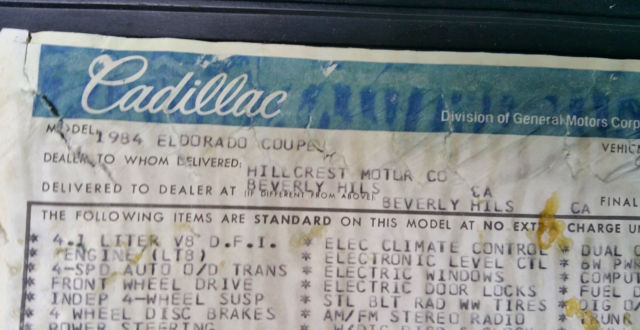 Cadillac
Division of General Motors Corp
MODEL 1984 ELDORADO COUPE
VEHIC
DEALER TO WHOM DELIVERED: HILLCREST MOTOR CO
BEVERLY HILS CA
DELIVERED TO DEALER AT (IF DIFFERENT FROM ABOVE) BEVERLY HILS CA
FINAL
THE FOLLOWING ITEMS ARE STANDARD ON THIS MODEL AT NO EXTRA CHARGE UN
* 4.1 LITER V8 D.F.I. * ELEC CLIMATE CONTROL * DUAL C
* ENGINE (LT8) * ELECTRONIC LEVEL CTL * 6W PWR
* 4-SPD AUTO O/D TRANS * ELECTRIC WINDOWS * COMPUT
* FRONT WHEEL DRIVE * ELECTRIC DOOR LOCKS * FUEL D
* INDEP 4-WHEEL SUSP * STL BLT RAD WW TIRES * DIG D
* 4 WHEEL DISC BRAKES * AM/FM STEREO RADIO * TRUNK
POWER STEERING